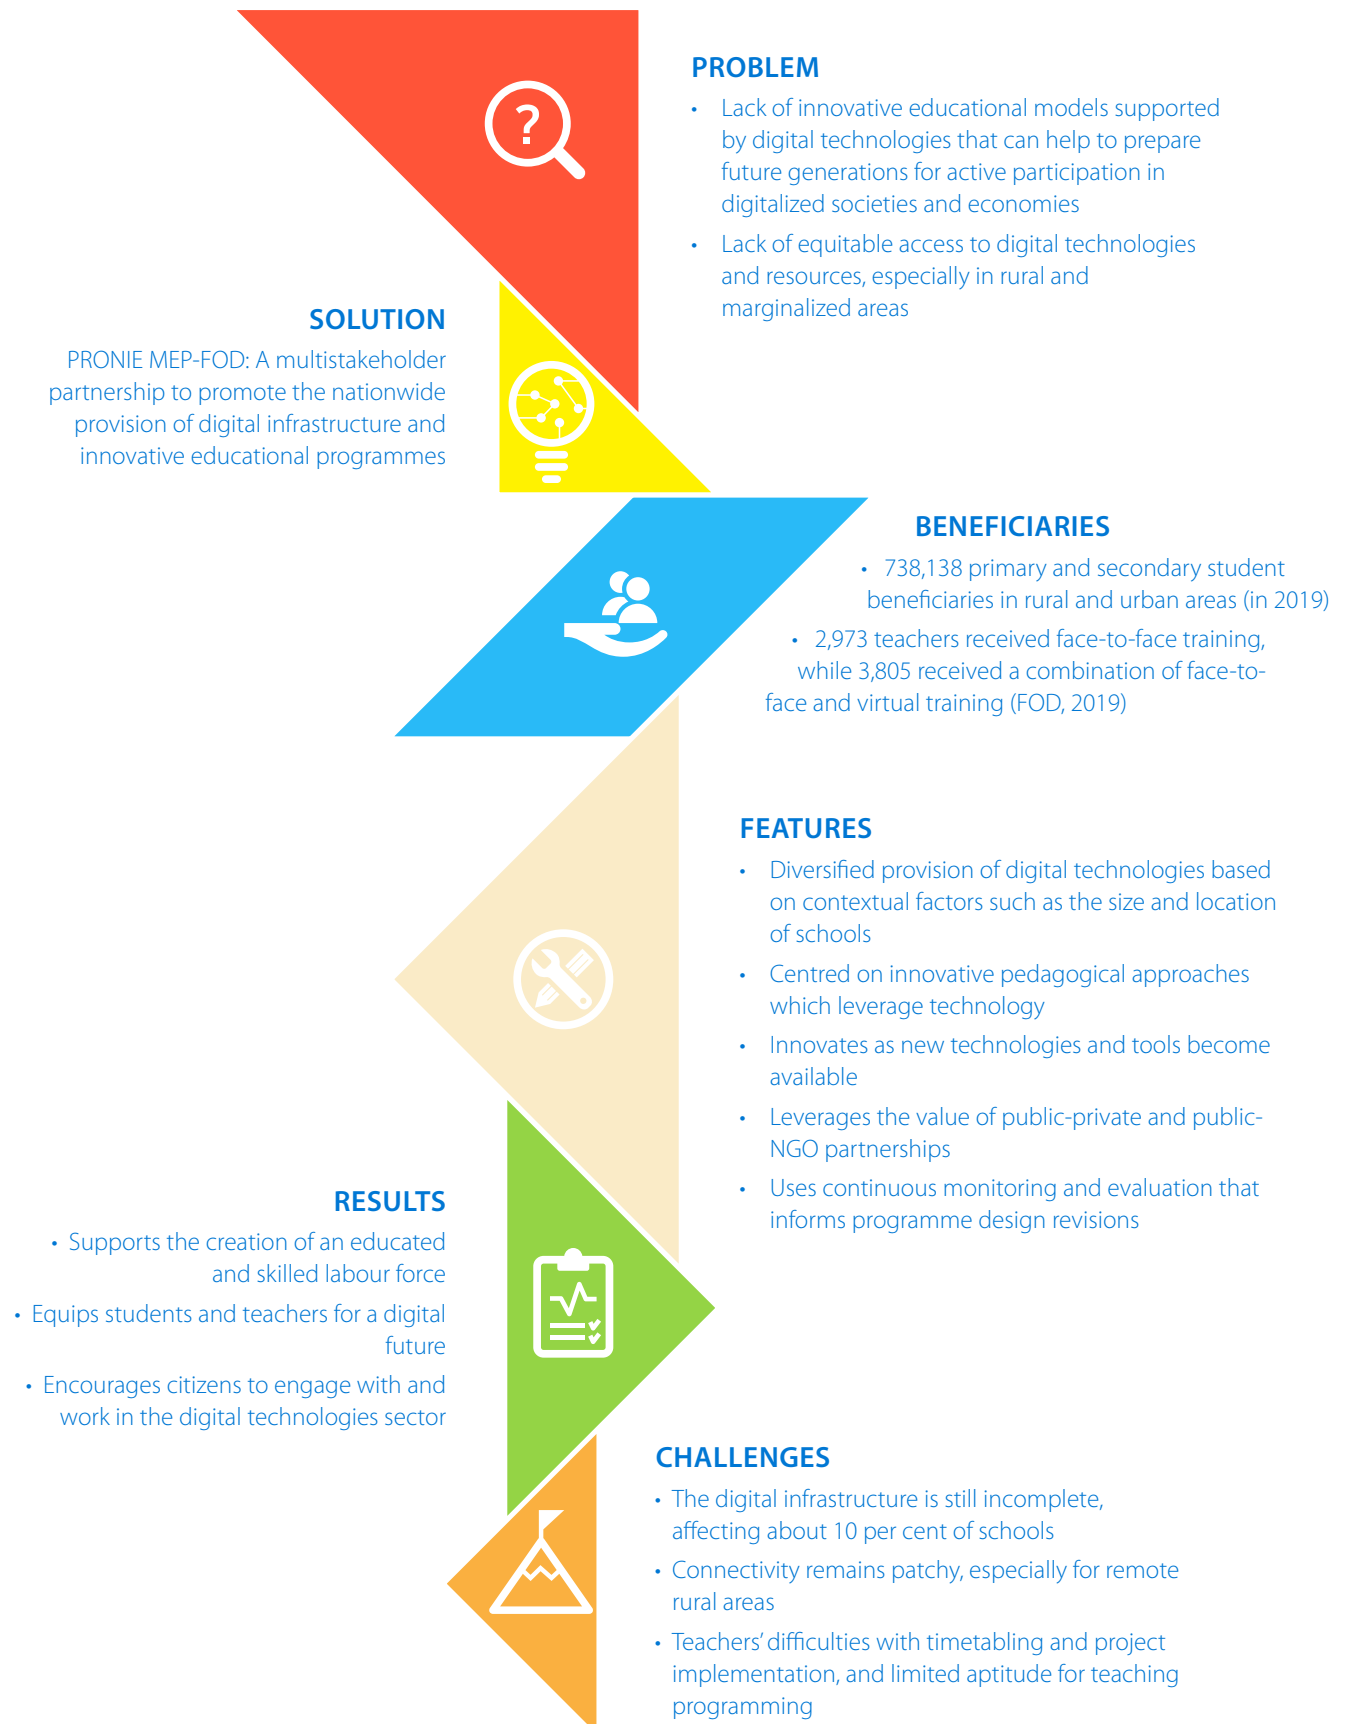 PROBLEM
• Lack of innovative educational models supported
by digital technologies that can help to prepare
future generations for active participation in
digitalized societies and economies
• Lack of equitable access to digital technologies
and resources, especially in rural and
marginalized areas
SOLUTION
PRONIE MEP-FOD: A multistakeholder
partnership to promote the nationwide
provision of digital infrastructure and
innovative educational programmes
BENEFICIARIES
• 738,138 primary and secondary student
beneficiaries in rural and urban areas (in 2019)
• 2,973 teachers received face-to-face training,
while 3,805 received a combination of face-to-
face and virtual training (FOD, 2019)
FEATURES
• Diversified provision of digital technologies based
on contextual factors such as the size and location
of schools
• Centred on innovative pedagogical approaches
which leverage technology
• Innovates as new technologies and tools become
available
• Leverages the value of public-private and public-
NGO partnerships
• Uses continuous monitoring and evaluation that
informs programme design revisions
RESULTS
• Supports the creation of an educated
and skilled labour force
• Equips students and teachers for a digital
future
• Encourages citizens to engage with and
work in the digital technologies sector
CHALLENGES
• The digital infrastructure is still incomplete,
affecting about 10 per cent of schools
• Connectivity remains patchy, especially for remote
rural areas
• Teachers’ difficulties with timetabling and project
implementation, and limited aptitude for teaching
programming